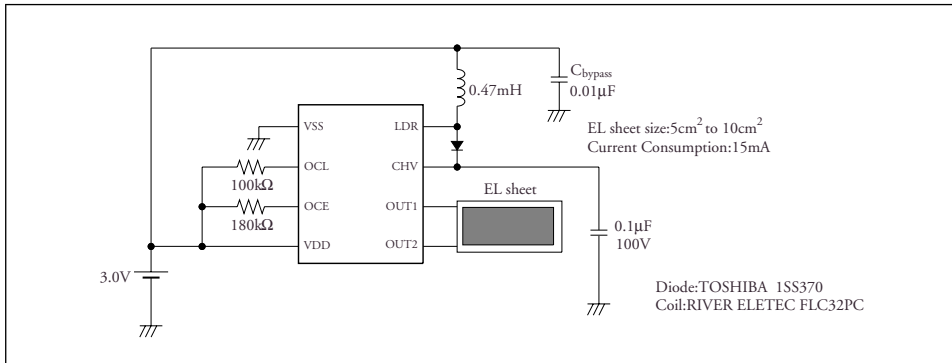 C bypass
0.01µF
0.47mH
EL sheet size:5cm² to 10cm²
Current Consumption:15mA
VSS
LDR
OCL
CHV
100kΩ
EL sheet
OCE
OUT1
180kΩ
0.1µF
100V
VDD
OUT2
3.0V
Diode:TOSHIBA 1SS370
Coil:RIVER ELETEC FLC32PC